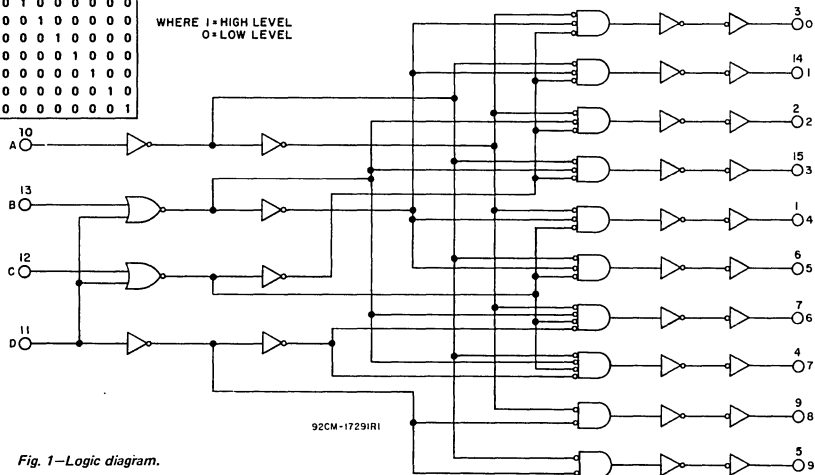 0 1 0 0 0 0 0 0
0 0 1 0 0 0 0 0
0 0 0 1 0 0 0 0
0 0 0 0 1 0 0 0
0 0 0 0 0 1 0 0
0 0 0 0 0 0 1 0
0 0 0 0 0 0 0 1
WHERE 1=HIGH LEVEL
0=LOW LEVEL
3
0
14
1
2
2
15
3
1
4
6
5
7
6
4
7
9
8
5
9
10
A
13
B
12
C
11
D
92CM-17291R1
Fig. 1—Logic diagram.